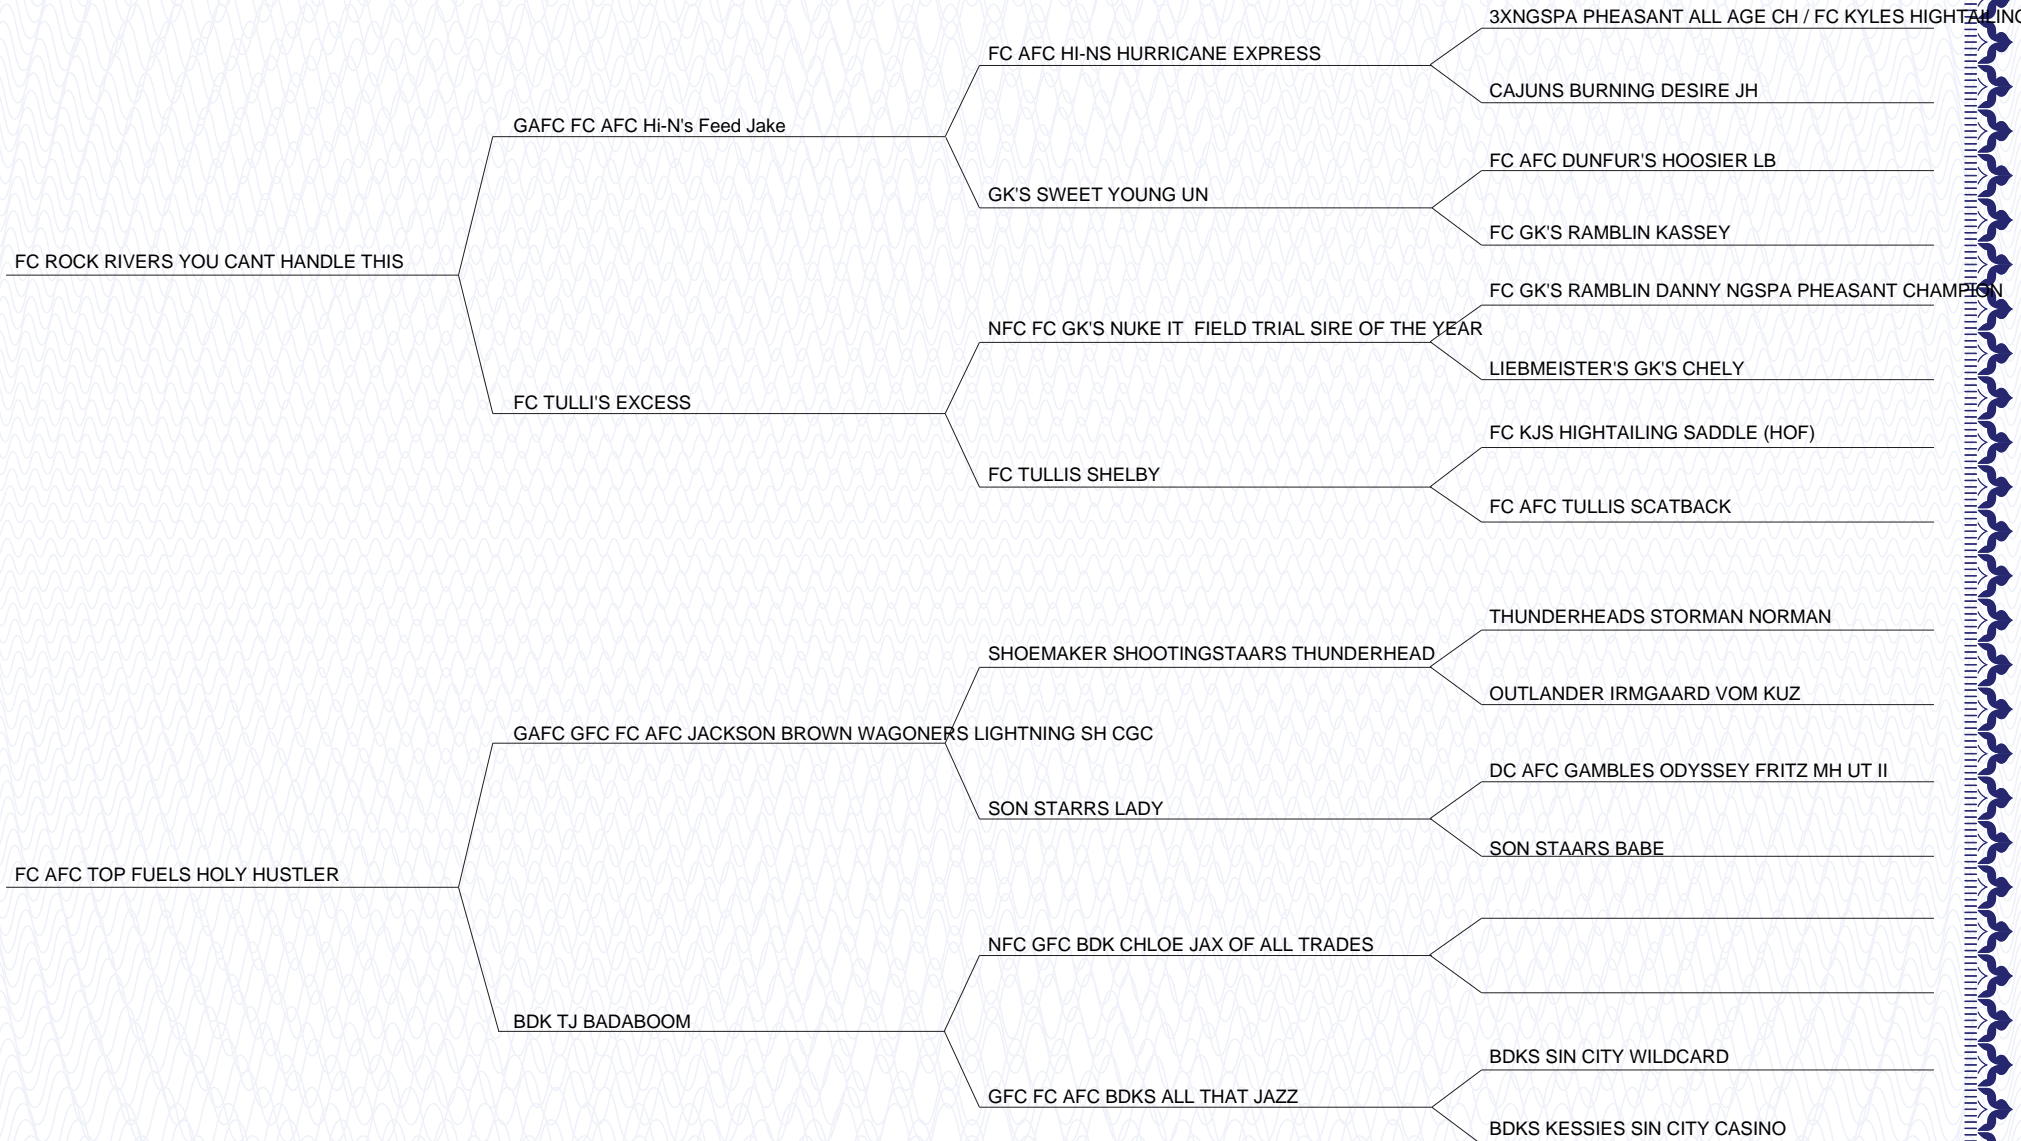 3XNGSPA PHEASANT ALL AGE CH / FC KYLES HIGHTAILING
FC AFC HI-NS HURRICANE EXPRESS
CAJUNS BURNING DESIRE JH
GAFC FC AFC Hi-N's Feed Jake
FC AFC DUNFUR'S HOOSIER LB
GK'S SWEET YOUNG UN
FC GK'S RAMBLIN KASSEY
FC ROCK RIVERS YOU CANT HANDLE THIS
FC GK'S RAMBLIN DANNY NGSPA PHEASANT CHAMPION
NFC FC GK'S NUKE IT  FIELD TRIAL SIRE OF THE YEAR
LIEBMEISTER'S GK'S CHELY
FC TULLI'S EXCESS
FC KJS HIGHTAILING SADDLE (HOF)
FC TULLIS SHELBY
FC AFC TULLIS SCATBACK
THUNDERHEADS STORMAN NORMAN
SHOEMAKER SHOOTINGSTAARS THUNDERHEAD
OUTLANDER IRMGAARD VOM KUZ
GAFC GFC FC AFC JACKSON BROWN WAGONERS LIGHTNING SH CGC
DC AFC GAMBLES ODYSSEY FRITZ MH UT II
SON STARRS LADY
SON STAARS BABE
FC AFC TOP FUELS HOLY HUSTLER
NFC GFC BDK CHLOE JAX OF ALL TRADES
BDK TJ BADABOOM
BDKS SIN CITY WILDCARD
GFC FC AFC BDKS ALL THAT JAZZ
BDKS KESSIES SIN CITY CASINO